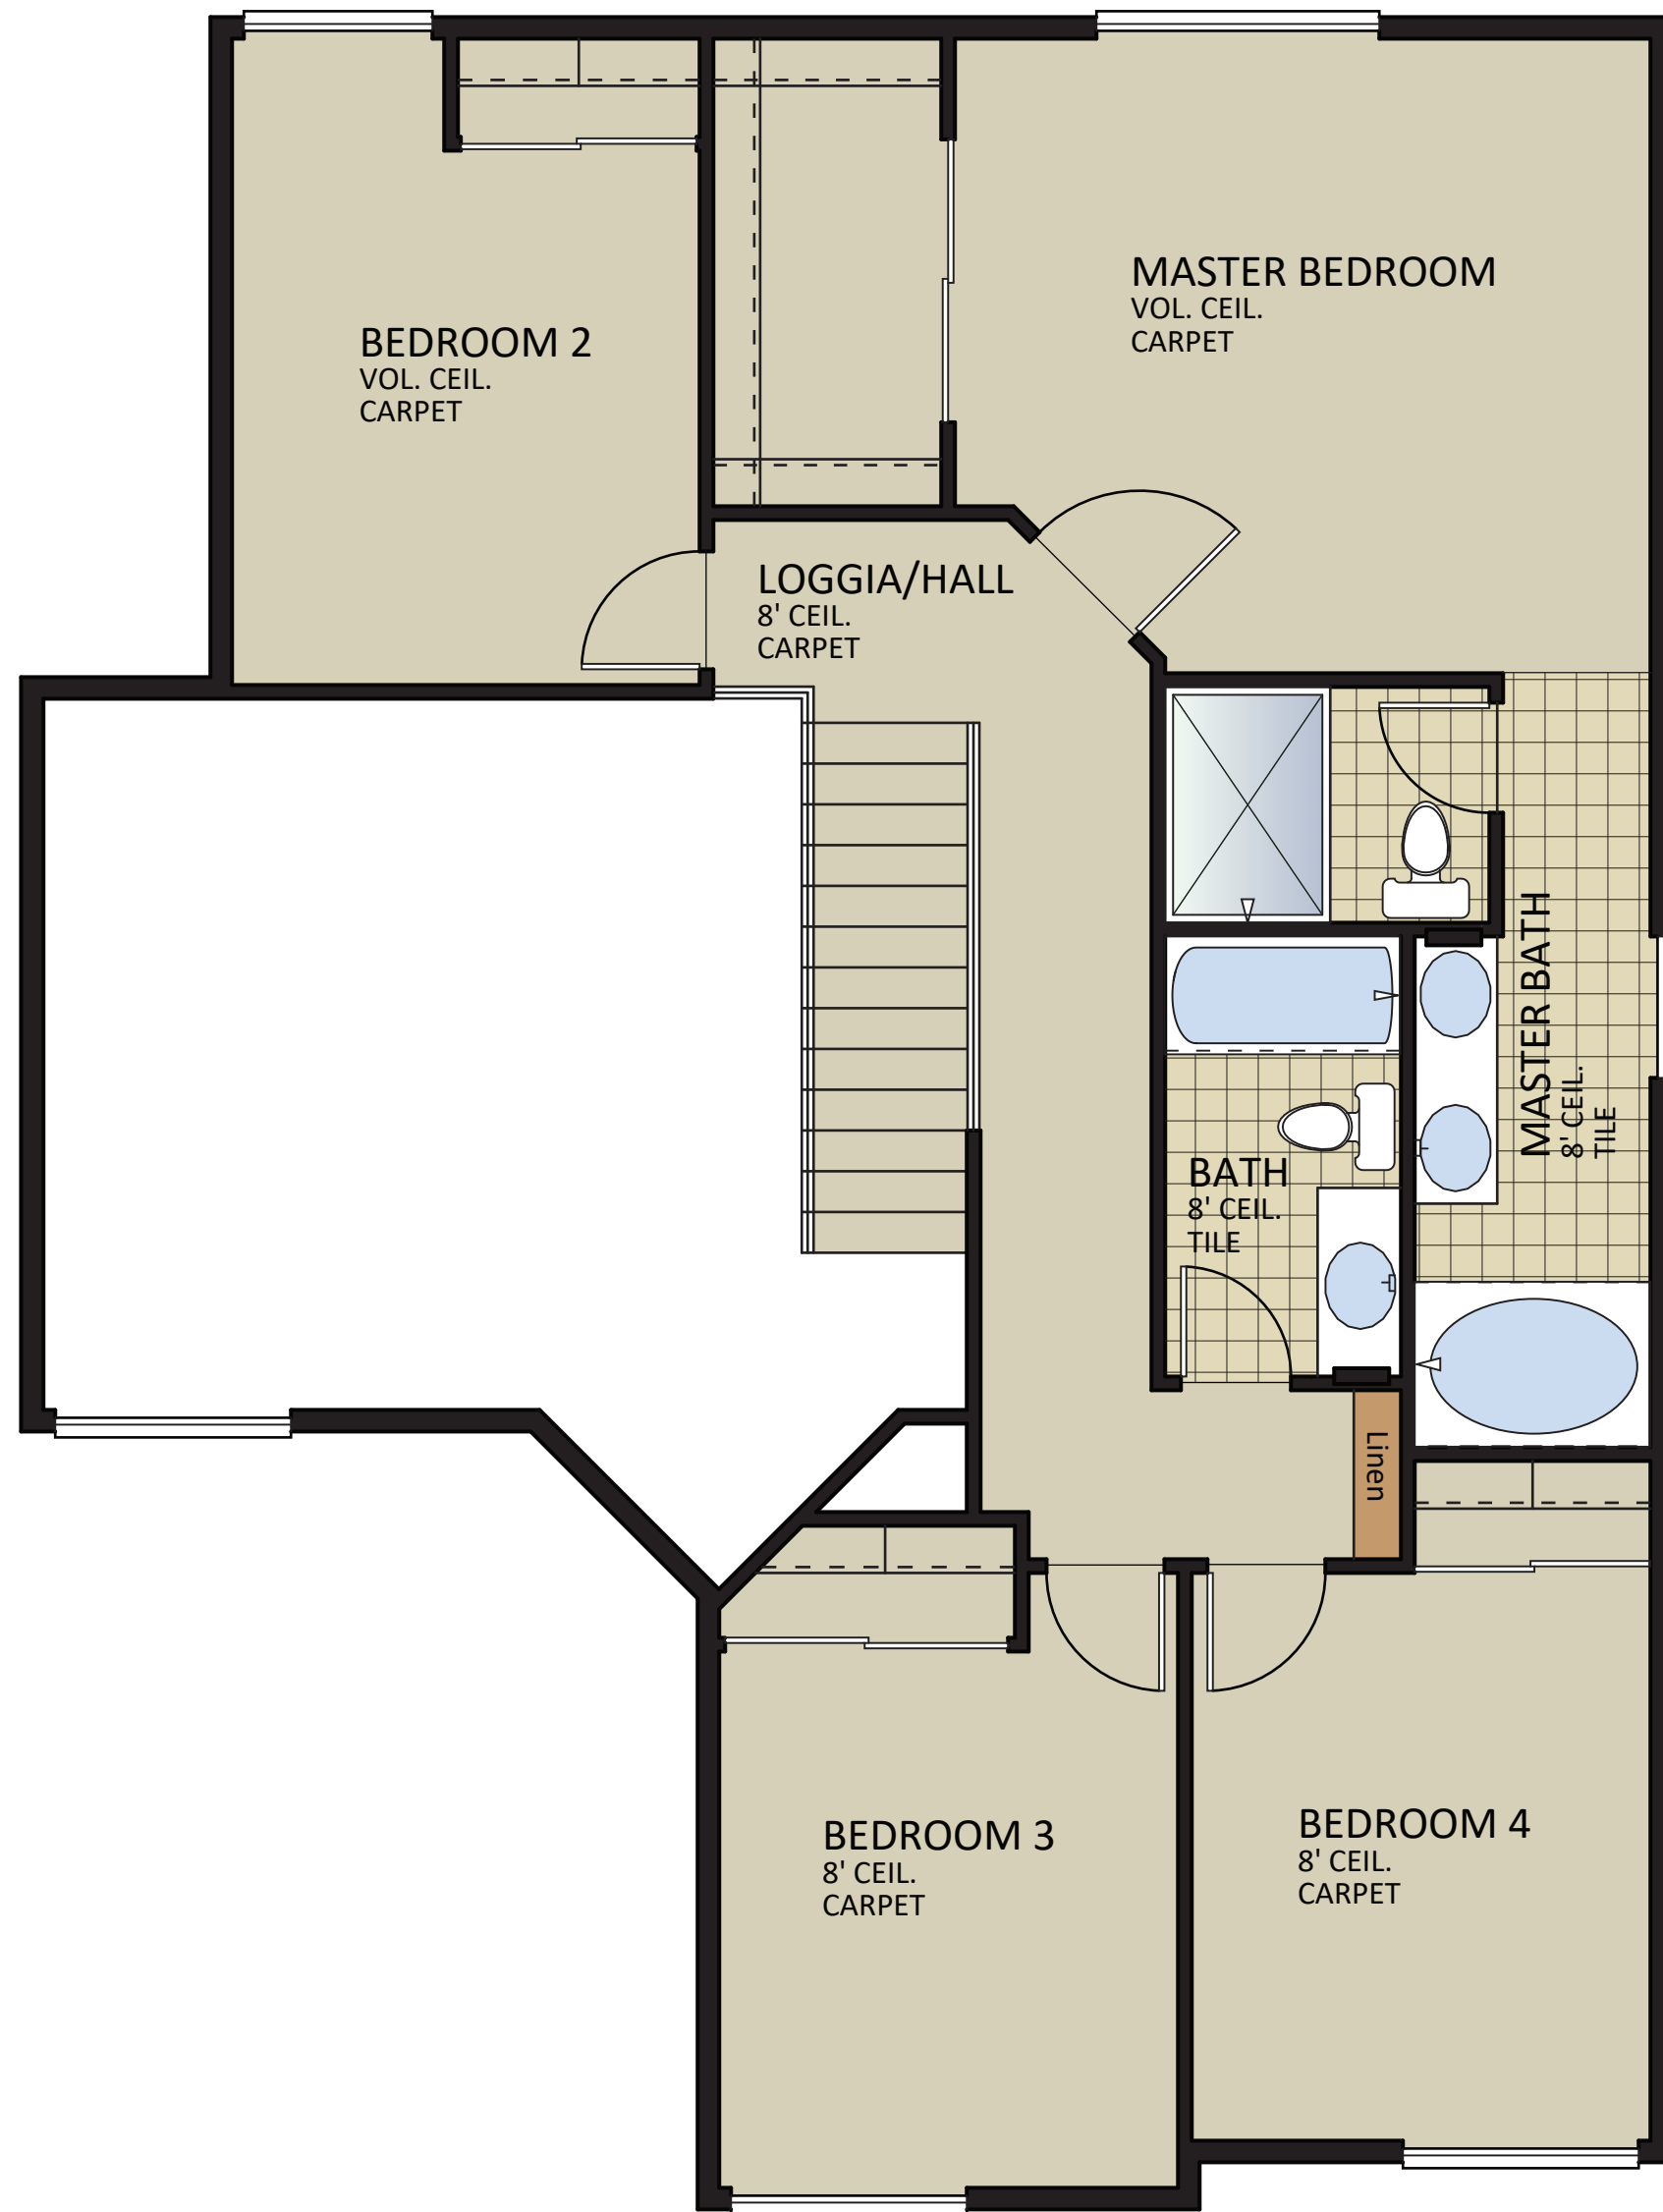 MASTER BEDROOM
VOL. CEIL.
CARPET
BEDROOM 2
VOL. CEIL.
CARPET
LOGGIA/HALL
8' CEIL.
CARPET
MASTER BATH
8' CEIL.
TILE
BATH
8' CEIL.
TILE
Linen
BEDROOM 3
8' CEIL.
CARPET
BEDROOM 4
8' CEIL.
CARPET